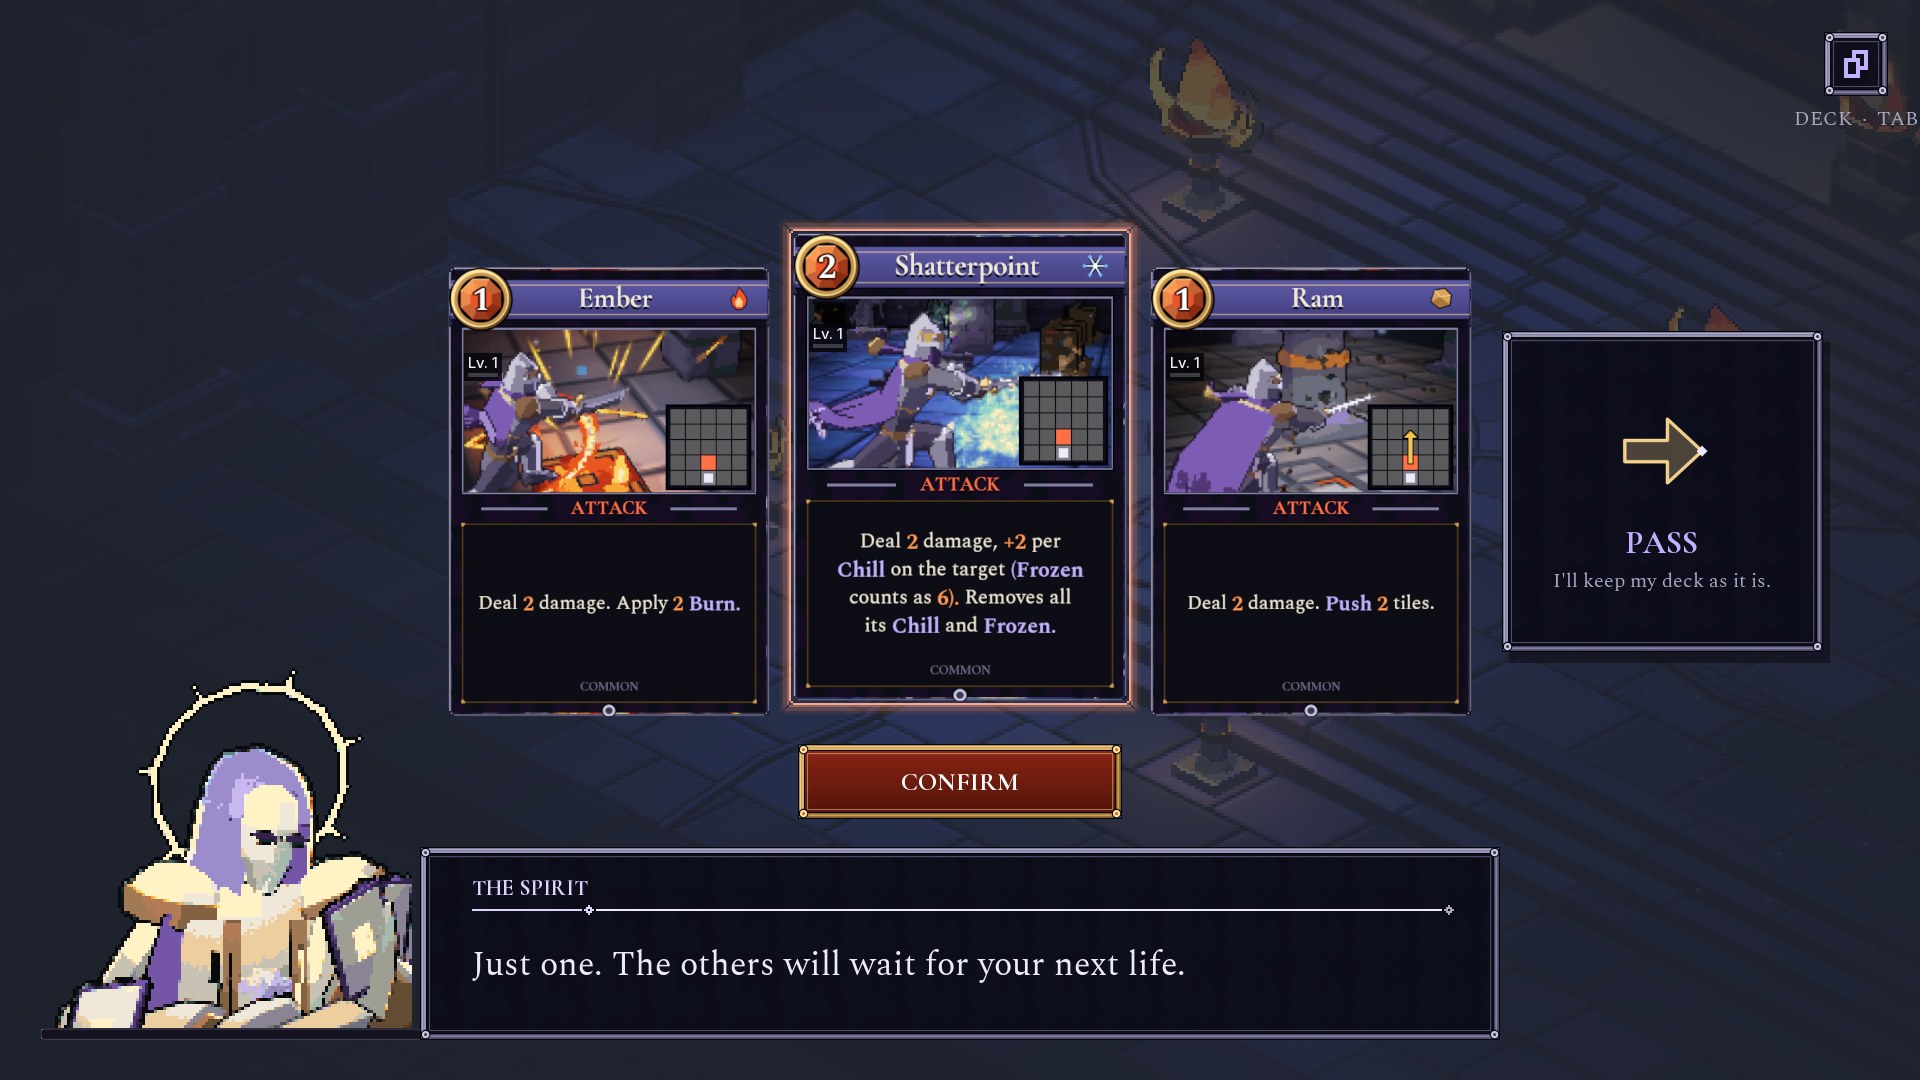 DECK · TAB
1
Ember
Lv. 1
ATTACK
Deal 2 damage. Apply 2 Burn.
COMMON
2
Shatterpoint
Lv. 1
ATTACK
Deal 2 damage, +2 per
Chill on the target (Frozen
counts as 6). Removes all
its Chill and Frozen.
COMMON
1
Ram
Lv. 1
ATTACK
Deal 2 damage. Push 2 tiles.
COMMON
PASS
I'll keep my deck as it is.
CONFIRM
THE SPIRIT
Just one. The others will wait for your next life.